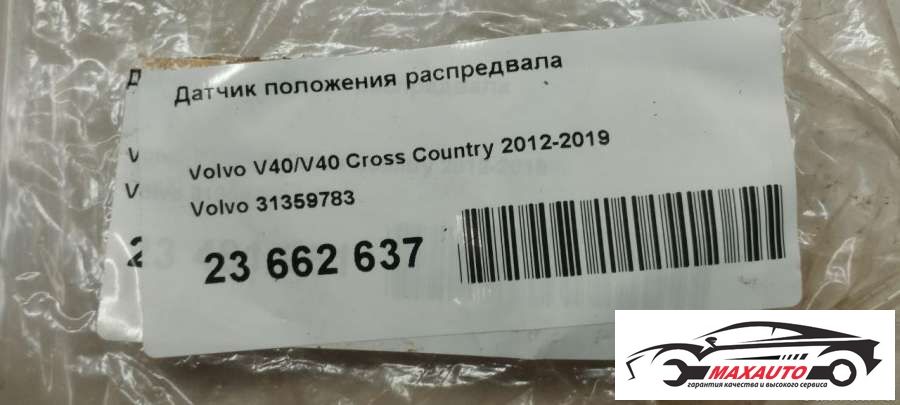 Датчик положения распредвала
Volvo V40/V40 Cross Country 2012-2019
Volvo 31359783
23 662 637
MAXAUTO
гарантия качества и высокого сервиса